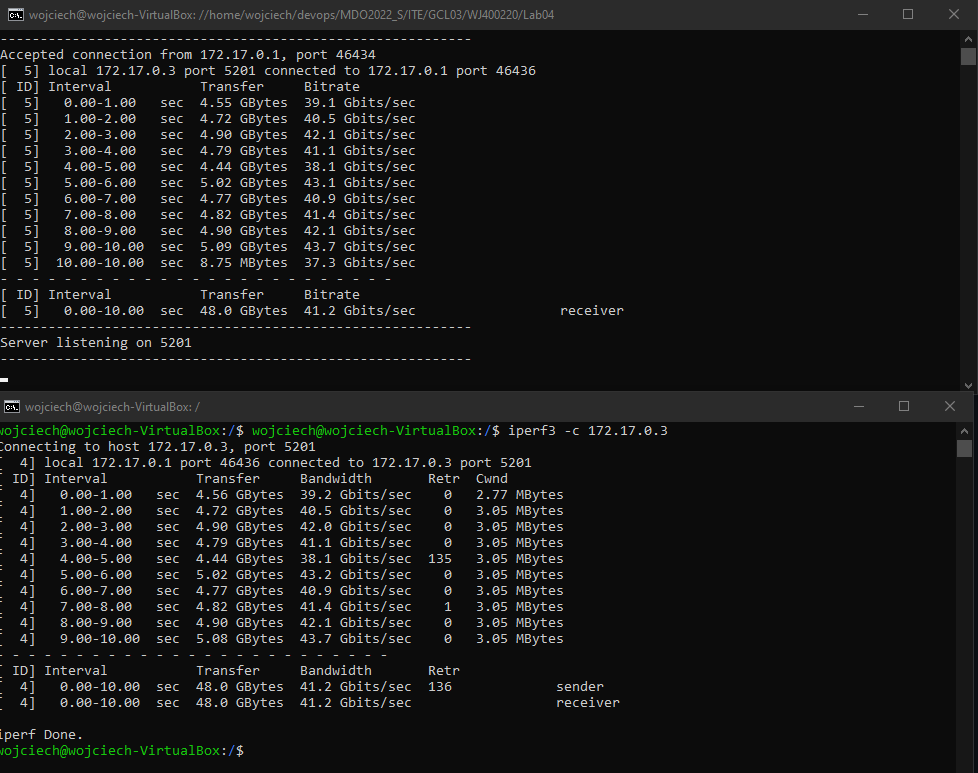 wojciech@wojciech-VirtualBox: //home/wojciech/devops/MDO2022_S/ITE/GCL03/WJ400220/Lab04
-----------------------------------------------------------
Accepted connection from 172.17.0.1, port 46434
[  5] local 172.17.0.3 port 5201 connected to 172.17.0.1 port 46436
[ ID] Interval           Transfer     Bitrate
[  5]   0.00-1.00   sec  4.55 GBytes  39.1 Gbits/sec
[  5]   1.00-2.00   sec  4.72 GBytes  40.5 Gbits/sec
[  5]   2.00-3.00   sec  4.90 GBytes  42.1 Gbits/sec
[  5]   3.00-4.00   sec  4.79 GBytes  41.1 Gbits/sec
[  5]   4.00-5.00   sec  4.44 GBytes  38.1 Gbits/sec
[  5]   5.00-6.00   sec  5.02 GBytes  43.1 Gbits/sec
[  5]   6.00-7.00   sec  4.77 GBytes  40.9 Gbits/sec
[  5]   7.00-8.00   sec  4.82 GBytes  41.4 Gbits/sec
[  5]   8.00-9.00   sec  4.90 GBytes  42.1 Gbits/sec
[  5]   9.00-10.00  sec  5.09 GBytes  43.7 Gbits/sec
[  5]  10.00-10.00  sec  8.75 MBytes  37.3 Gbits/sec
- - - - - - - - - - - - - - - - - - - - - - - - -
[ ID] Interval           Transfer     Bitrate
[  5]   0.00-10.00  sec  48.0 GBytes  41.2 Gbits/sec                  receiver
-----------------------------------------------------------
Server listening on 5201
-----------------------------------------------------------
wojciech@wojciech-VirtualBox: /
wojciech@wojciech-VirtualBox:/$ wojciech@wojciech-VirtualBox:/$ iperf3 -c 172.17.0.3
Connecting to host 172.17.0.3, port 5201
[  4] local 172.17.0.1 port 46436 connected to 172.17.0.3 port 5201
[ ID] Interval           Transfer     Bandwidth       Retr  Cwnd
[  4]   0.00-1.00   sec  4.56 GBytes  39.2 Gbits/sec    0   2.77 MBytes
[  4]   1.00-2.00   sec  4.72 GBytes  40.5 Gbits/sec    0   3.05 MBytes
[  4]   2.00-3.00   sec  4.90 GBytes  42.0 Gbits/sec    0   3.05 MBytes
[  4]   3.00-4.00   sec  4.79 GBytes  41.1 Gbits/sec    0   3.05 MBytes
[  4]   4.00-5.00   sec  4.44 GBytes  38.1 Gbits/sec  135   3.05 MBytes
[  4]   5.00-6.00   sec  5.02 GBytes  43.2 Gbits/sec    0   3.05 MBytes
[  4]   6.00-7.00   sec  4.77 GBytes  40.9 Gbits/sec    0   3.05 MBytes
[  4]   7.00-8.00   sec  4.82 GBytes  41.4 Gbits/sec    1   3.05 MBytes
[  4]   8.00-9.00   sec  4.90 GBytes  42.1 Gbits/sec    0   3.05 MBytes
[  4]   9.00-10.00  sec  5.08 GBytes  43.7 Gbits/sec    0   3.05 MBytes
- - - - - - - - - - - - - - - - - - - - - - - - -
[ ID] Interval           Transfer     Bandwidth       Retr
[  4]   0.00-10.00  sec  48.0 GBytes  41.2 Gbits/sec  136             sender
[  4]   0.00-10.00  sec  48.0 GBytes  41.2 Gbits/sec                  receiver
iperf Done.
wojciech@wojciech-VirtualBox:/$